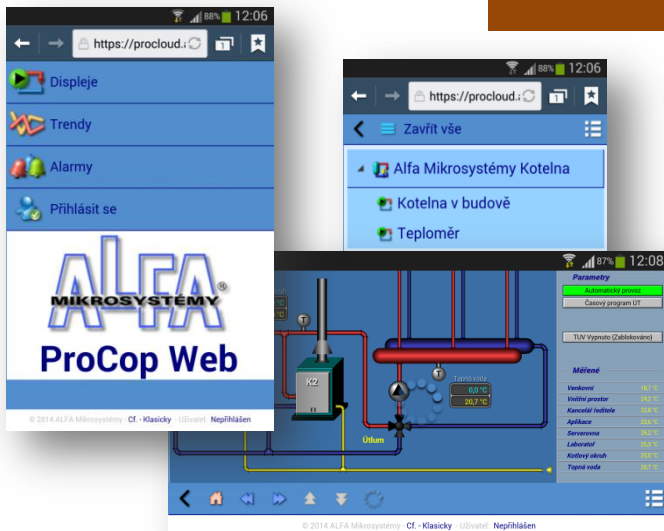 88% 12:06
https://procloud.
1
Displeje
Trendy
Alarmy
Přihlásit se
ALFA®
MIKROSYSTÉMY
ProCop Web
© 2014 ALFA Mikrosystémy - Cf. - Klasicky - Uživatel: Nepřihlášen
88% 12:06
https://procloud.
1
Zavřít vše
Alfa Mikrosystémy Kotelna
Kotelna v budově
Teploměr
87% 12:08
T
K2
T
Topná voda
0,0 °C
20,7 °C
Útlum
Parametry
Automatický provoz
Časový program ÚT
TUV Vypnuto (Zablokováno)
Měřené
Venkovní
Vnitřní prostor
Kancelář ředitele
Aplikace
Serverovna
Laboratoř
Kotlový okruh
Topná voda
© 2014 ALFA Mikrosystémy - Cf. - Klasicky - Uživatel: Nepřihlášen